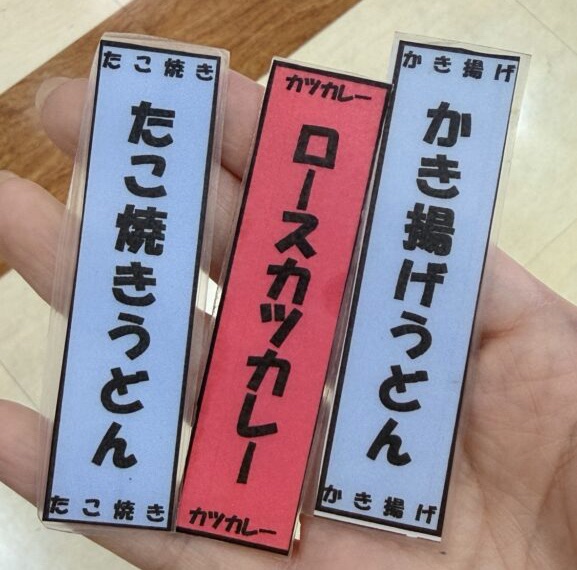 たこ焼き
たこ焼きうどん
たこ焼き
カツカレー
ロースカツカレー
カツカレー
かき揚げ
かき揚げうどん
かき揚げ